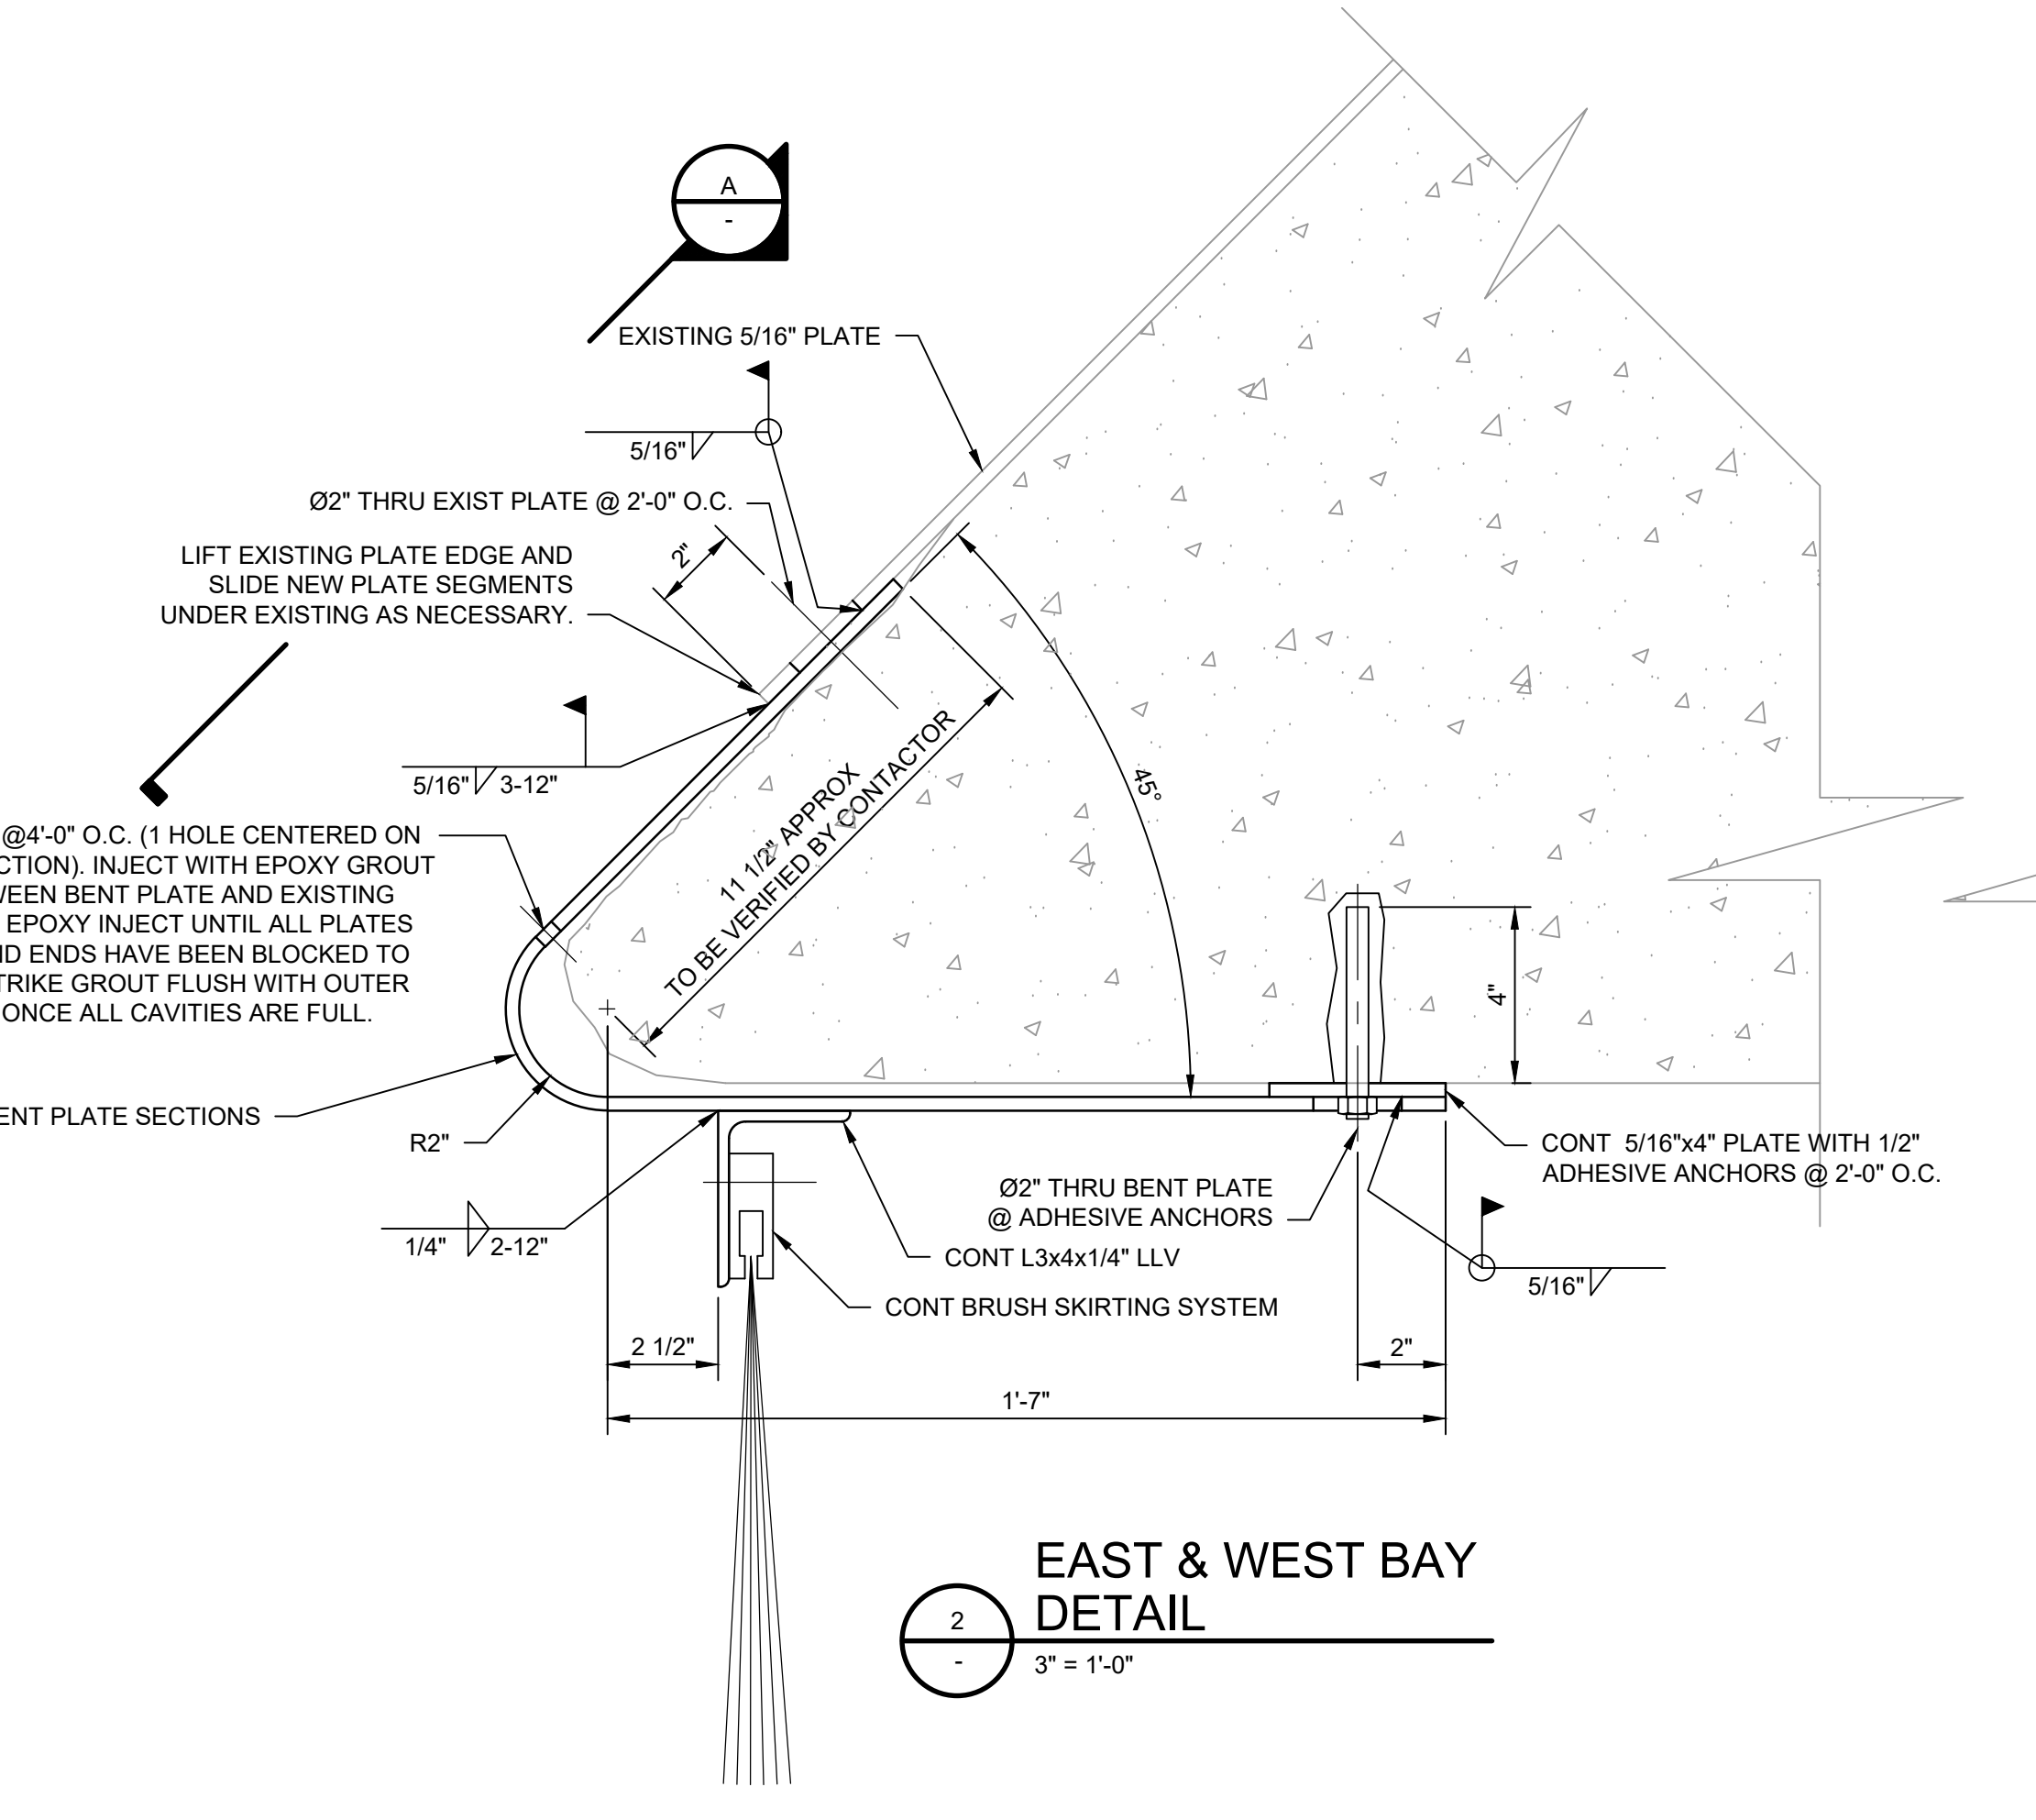 A
-
EXISTING 5/16" PLATE
5/16"
Ø2" THRU EXIST PLATE @ 2'-0" O.C.
2"
LIFT EXISTING PLATE EDGE AND
SLIDE NEW PLATE SEGMENTS
UNDER EXISTING AS NECESSARY.
5/16" 3-12"
11 1/2" APPROX
TO BE VERIFIED BY CONTACTOR
45°
@4'-0" O.C. (1 HOLE CENTERED ON
CTION). INJECT WITH EPOXY GROUT
WEEN BENT PLATE AND EXISTING
EPOXY INJECT UNTIL ALL PLATES
ND ENDS HAVE BEEN BLOCKED TO
TRIKE GROUT FLUSH WITH OUTER
ONCE ALL CAVITIES ARE FULL.
4"
ENT PLATE SECTIONS
R2"
CONT 5/16"x4" PLATE WITH 1/2"
ADHESIVE ANCHORS @ 2'-0" O.C.
Ø2" THRU BENT PLATE
@ ADHESIVE ANCHORS
1/4" 2-12"
CONT L3x4x1/4" LLV
5/16"
CONT BRUSH SKIRTING SYSTEM
2 1/2"
2"
1'-7"
EAST & WEST BAY
DETAIL
2
-
3" = 1'-0"